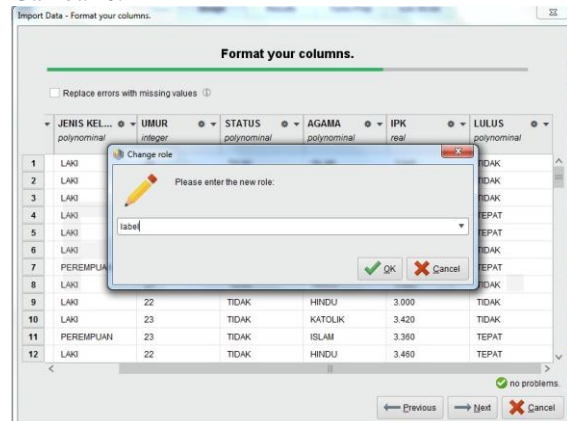 Import Data - Format your columns.
Format your columns.
Replace errors with missing values
JENIS KEL... UMUR STATUS AGAMA IPK LULUS
polynominal integer polynominal polynominal real polynominal
1 LAKI TIDAK
2 LAKI TIDAK
3 LAKI TIDAK
4 LAKI TEPAT
5 LAKI TEPAT
6 LAKI TIDAK
7 PEREMPUA TEPAT
8 LAKI TIDAK
Change role
Please enter the new role:
label
OK Cancel
9 LAKI 22 TIDAK HINDU 3.000 TIDAK
10 LAKI 23 TIDAK KATOLIK 3.420 TIDAK
11 PEREMPUAN 23 TIDAK ISLAM 3.360 TEPAT
12 LAKI 22 TIDAK HINDU 3.460 TEPAT
no problems.
Previous Next Cancel